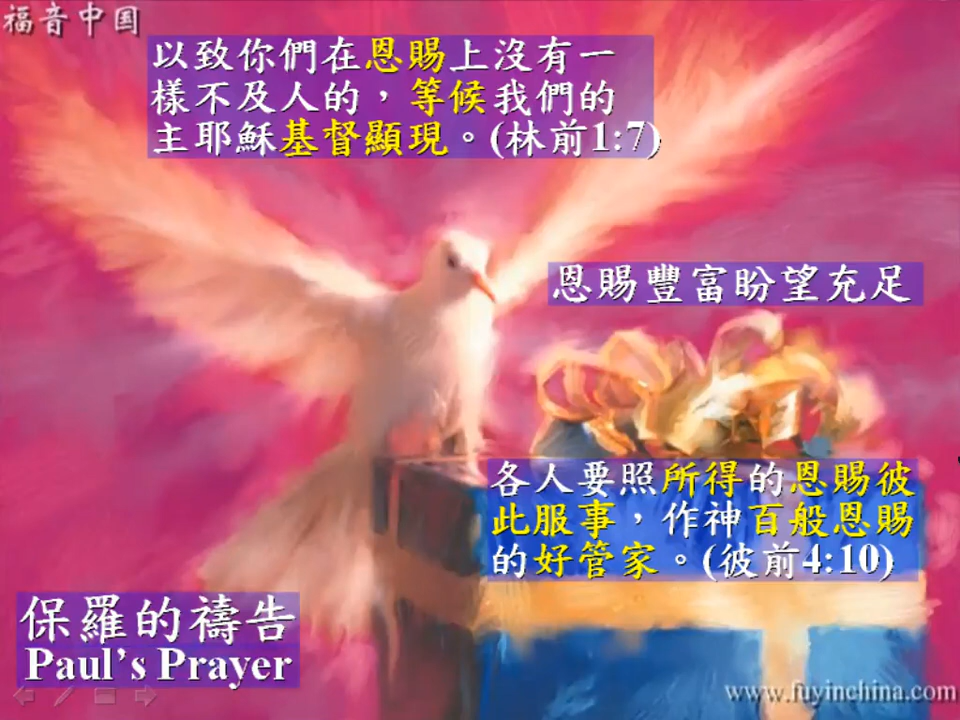 福音中国
以致你們在恩賜上沒有一
樣不及人的，等候我們的
主耶穌基督顯現。(林前1:7)
恩賜豐富盼望充足
各人要照所得的恩賜彼
此服事，作神百般恩賜
的好管家。(彼前4:10)
保羅的禱告
Paul's Prayer
www.fuyinchina.com